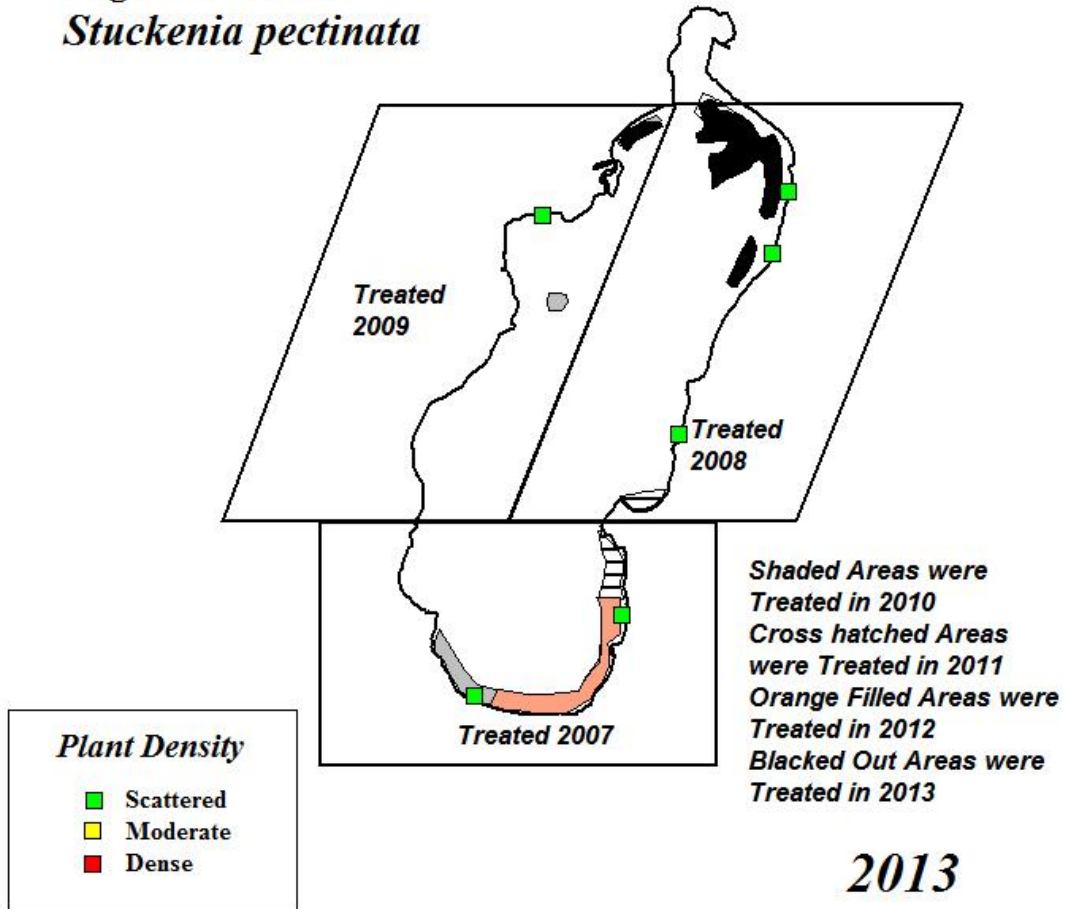 Stuckenia pectinata
Treated
2009
Treated
2008
Shaded Areas were
Treated in 2010
Cross hatched Areas
were Treated in 2011
Orange Filled Areas were
Treated in 2012
Blacked Out Areas were
Treated in 2013
Treated 2007
Plant Density
Scattered
Moderate
Dense
2013